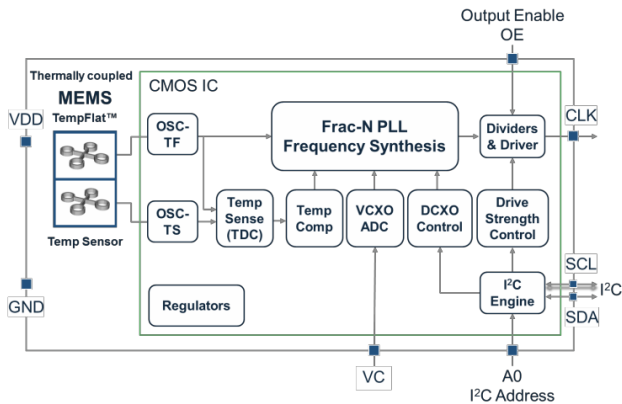 Output Enable
OE
Thermally coupled
MEMS
TempFlat™
CMOS IC
VDD
CLK
OSC-
TF
Frac-N PLL
Frequency Synthesis
Dividers
& Driver
OSC-
TS
Temp
Sense
(TDC)
Temp
Comp
VCXO
ADC
DCXO
Control
Drive
Strength
Control
Temp Sensor
SCL
I²C
SDA
I²C
Engine
GND
Regulators
VC
A0
I²C Address